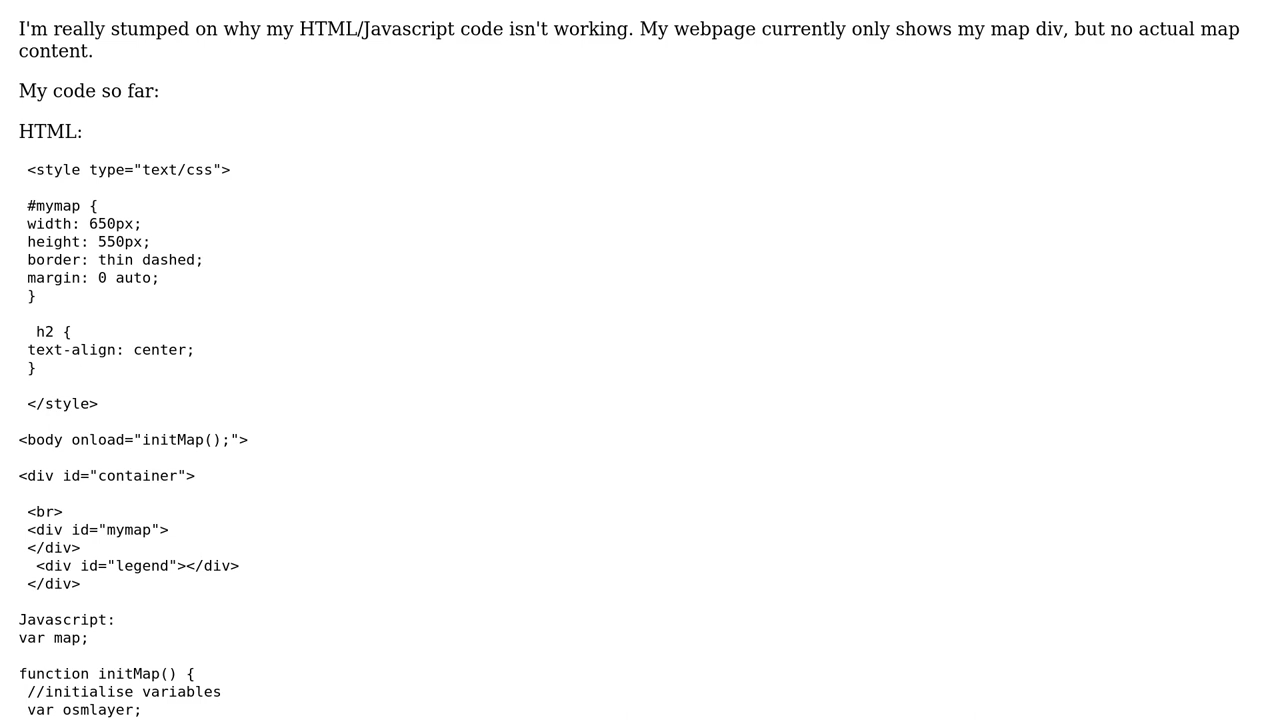 I'm really stumped on why my HTML/Javascript code isn't working. My webpage currently only shows my map div, but no actual map
content.
My code so far:
HTML:
<style type="text/css">
#mymap {
width: 650px;
height: 550px;
border: thin dashed;
margin: 0 auto;
}
h2 {
text-align: center;
}
</style>
<body onload="initMap();">
<div id="container">
<br>
<div id="mymap">
</div>
<div id="legend"></div>
</div>
Javascript:
var map;
function initMap() {
//initialise variables
var osmlayer;